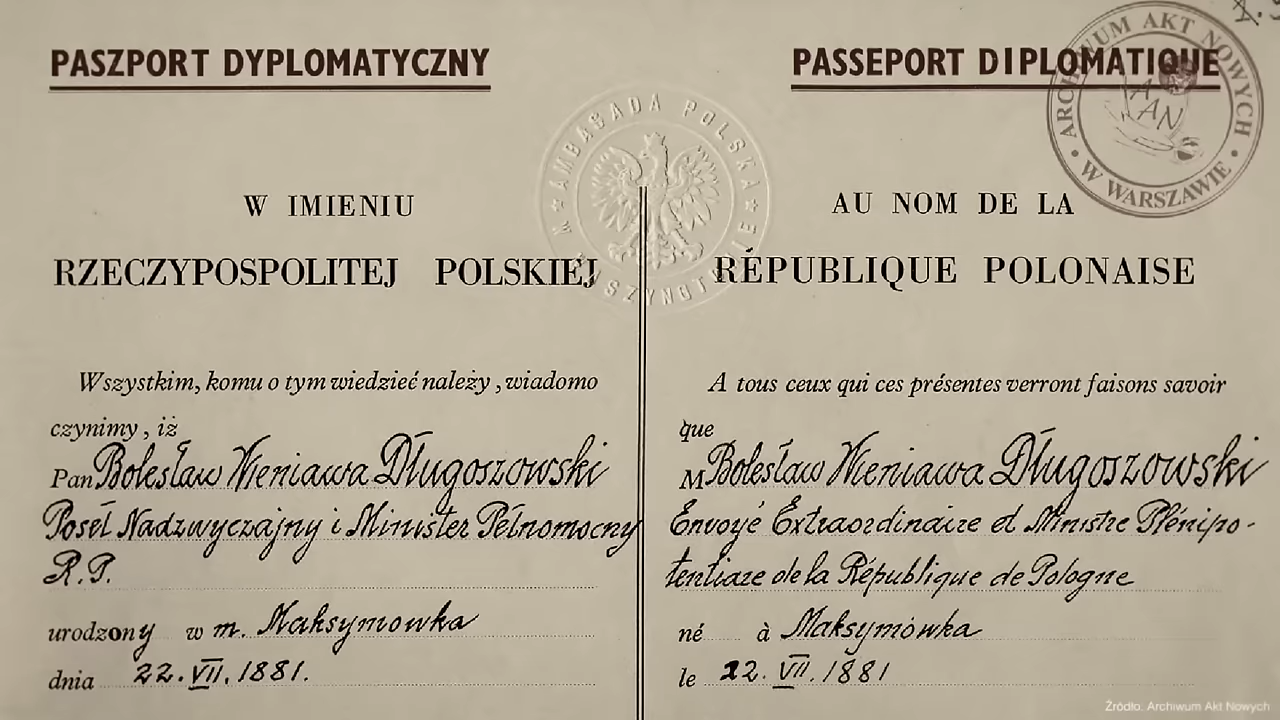 PASZPORT DYPLOMATYCZNY
W IMIENIU
RZECZYPOSPOLITEJ POLSKIEJ
Wszystkim, komu o tym wiedzieć należy, wiadomo
czynimy, iż
Pan Bolesław Wieniawa Długoszowski
Poseł Nadzwyczajny i Minister Pełnomocny
R.P.
urodzony w m. Maksymowka
dnia 22. VII. 1881.
AMBASADA POLSKA
W WASZYNGTONIE
PASSEPORT DIPLOMATIQUE
AU NOM DE LA
RÉPUBLIQUE POLONAISE
A tous ceux qui ces présentes verront faisons savoir
que
M Bolesław Wieniawa Długoszowski
Envoyé Extraordinaire et Ministre Plénipo-
tentiare de la République de Pologne
né à Maksymówka
le 22. VII. 1881
ARCHIWUM AKT NOWYCH
W WARSZAWIE
AAN
Źródło. Archiwum Akt Nowych